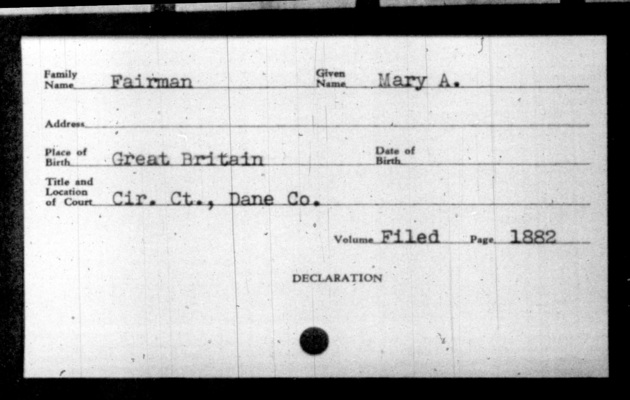 Family Name Fairman Given Name Mary A.
Address
Place of Birth Great Britain Date of Birth
Title and Location of Court Cir. Ct., Dane Co.
Volume Filed Page 1882
DECLARATION